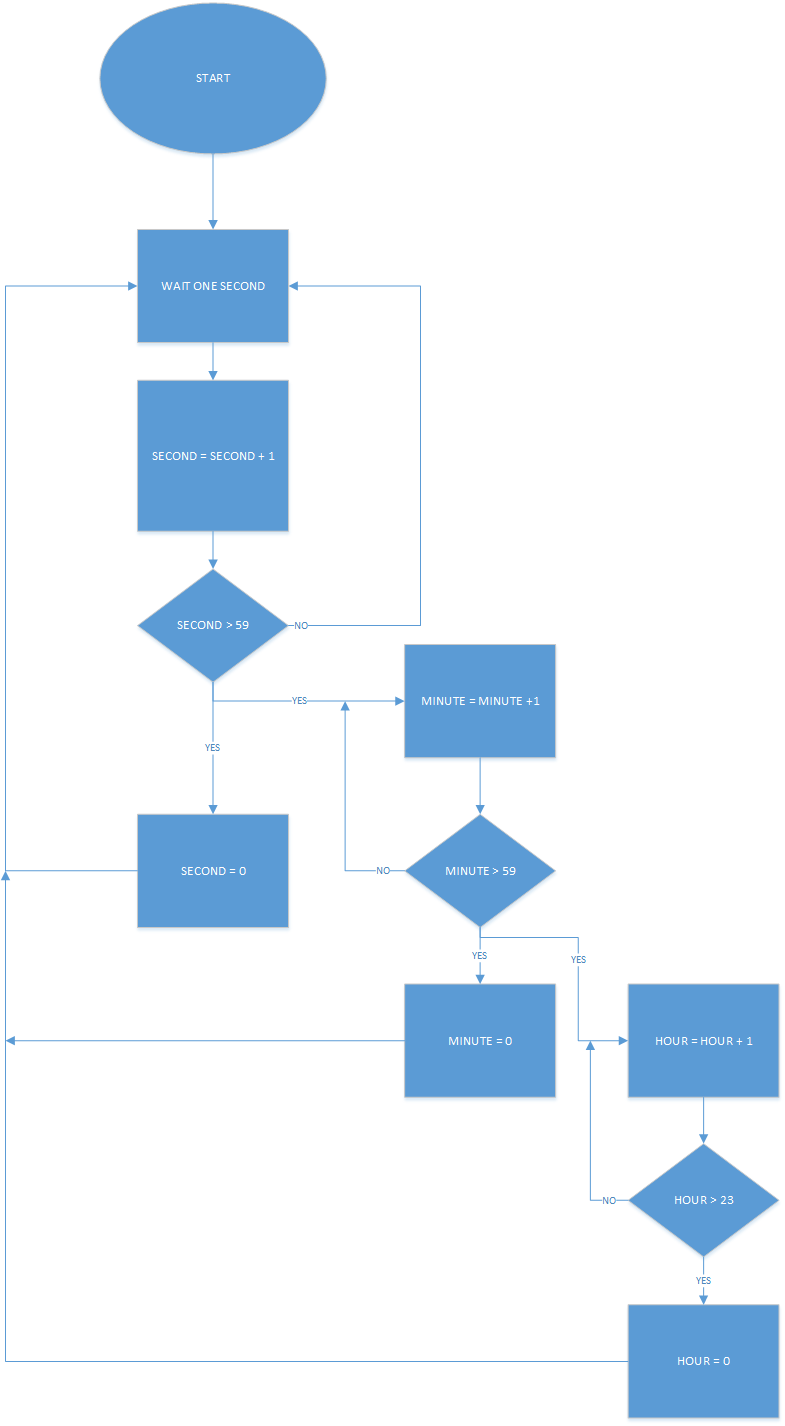 START
WAIT ONE SECOND
SECOND = SECOND + 1
SECOND > 59
NO
YES
MINUTE = MINUTE +1
YES
SECOND = 0
NO
MINUTE > 59
YES
YES
MINUTE = 0
HOUR = HOUR + 1
NO
HOUR > 23
YES
HOUR = 0